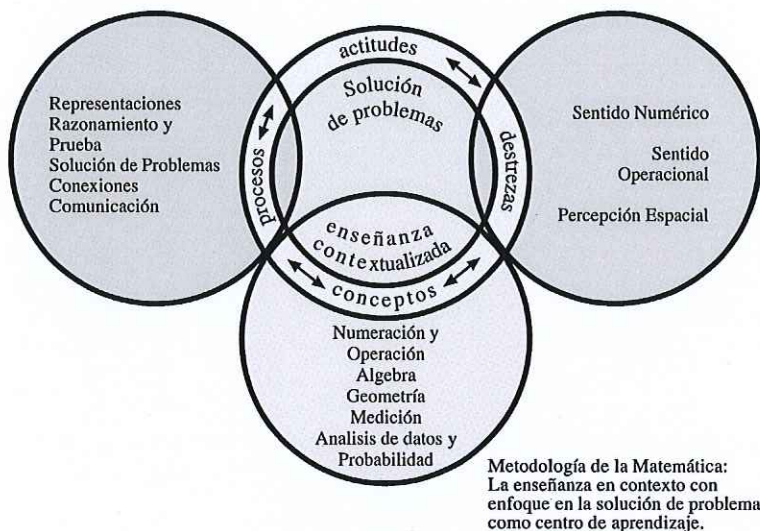 actitudes
Solución
de problemas
procesos
destrezas
enseñanza
contextualizada
conceptos
Representaciones
Razonamiento y
Prueba
Solución de Problemas
Conexiones
Comunicación
Sentido Numérico
Sentido
Operacional
Percepción Espacial
Numeración y
Operación
Algebra
Geometría
Medición
Analisis de datos y
Probabilidad
Metodología de la Matemática:
La enseñanza en contexto con
enfoque en la solución de problema
como centro de aprendizaje.